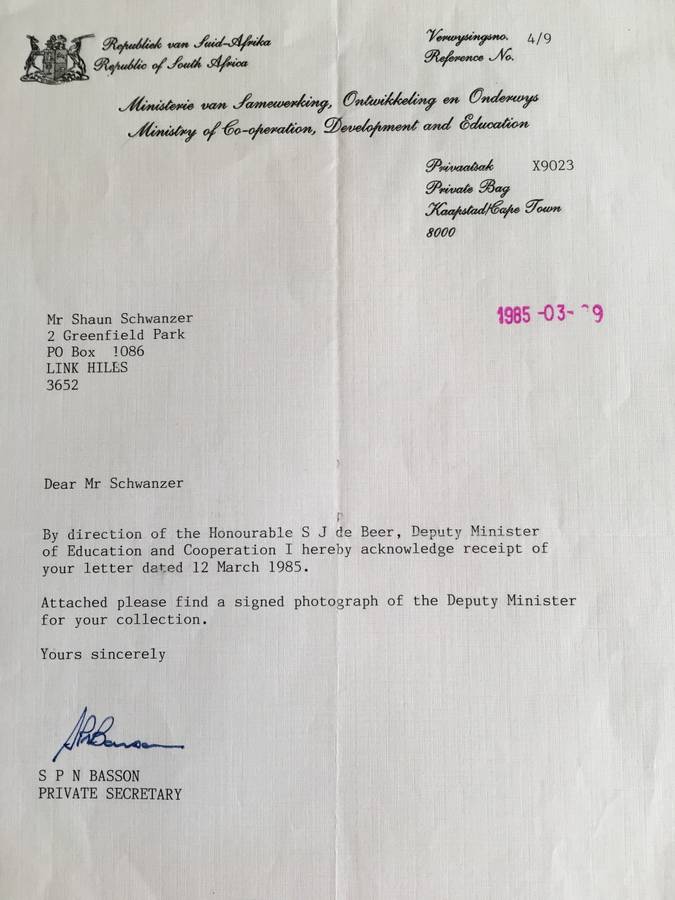 Republiek van Suid-Afrika
Republic of South Africa
Verwysingsno. 4/9
Reference No.
Ministerie van Samewerking, Ontwikkeling en Onderwys
Ministry of Co-operation, Development and Education
Privaatsak X9023
Private Bag
Kaapstad/Cape Town
8000
1985-03-
Mr Shaun Schwanzer
2 Greenfield Park
PO Box 1086
LINK HILLS
3652
Dear Mr Schwanzer
By direction of the Honourable S J de Beer, Deputy Minister
of Education and Cooperation I hereby acknowledge receipt of
your letter dated 12 March 1985.
Attached please find a signed photograph of the Deputy Minister
for your collection.
Yours sincerely
S P N BASSON
PRIVATE SECRETARY